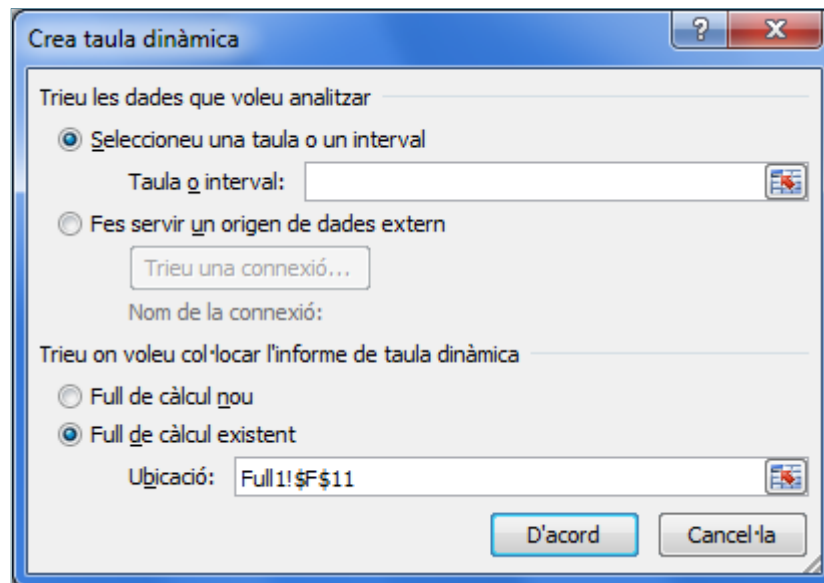 Crea taula dinàmica
Trieu les dades que voleu analitzar
Seleccioneu una taula o un interval
Taula o interval:
Fes servir un origen de dades extern
Trieu una connexió...
Nom de la connexió:
Trieu on voleu col·locar l'informe de taula dinàmica
Full de càlcul nou
Full de càlcul existent
Ubicació: Full1!$F$11
D'acord Cancel·la